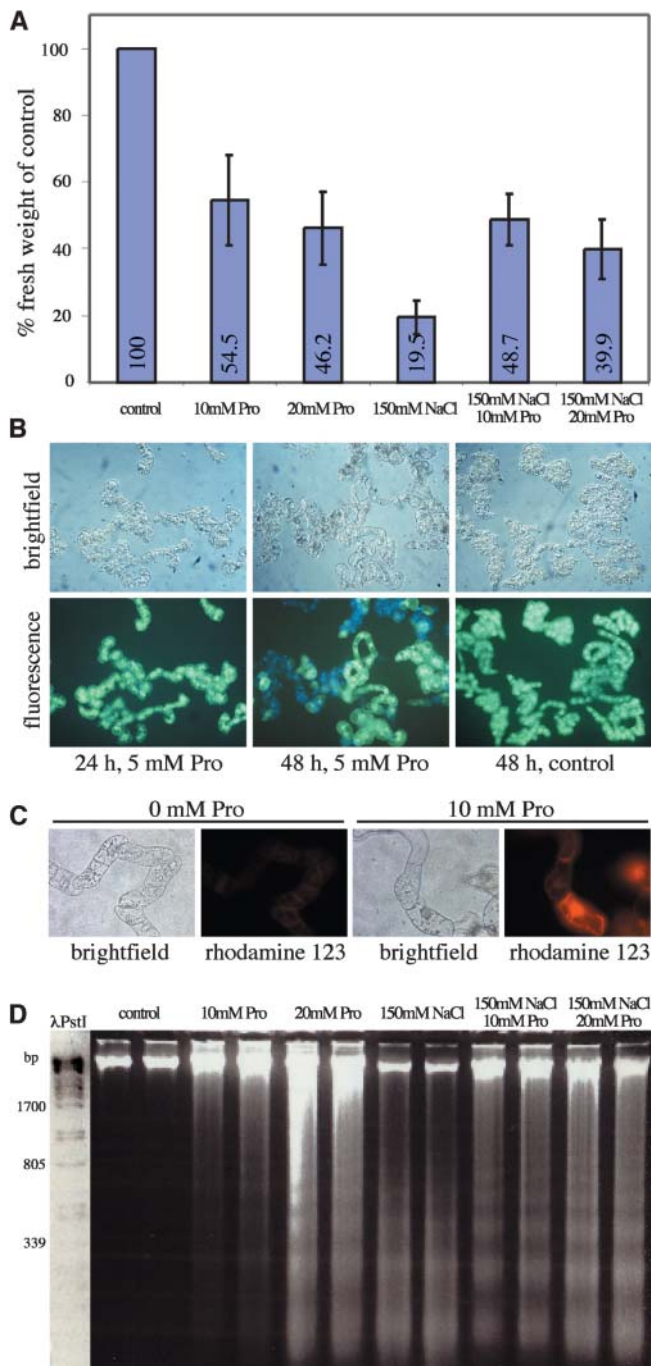 A
% fresh weight of control
100
80
60
40
20
0
100
54.5
46.2
19.5
48.7
39.9
control
10mM Pro
20mM Pro
150mM NaCl
150mM NaCl
10mM Pro
150mM NaCl
20mM Pro
B
brightfield
fluorescence
24 h, 5 mM Pro
48 h, 5 mM Pro
48 h, control
C
0 mM Pro
10 mM Pro
brightfield
rhodamine 123
brightfield
rhodamine 123
D
λPstI
control
10mM Pro
20mM Pro
150mM NaCl
150mM NaCl
10mM Pro
150mM NaCl
20mM Pro
bp
1700
805
339